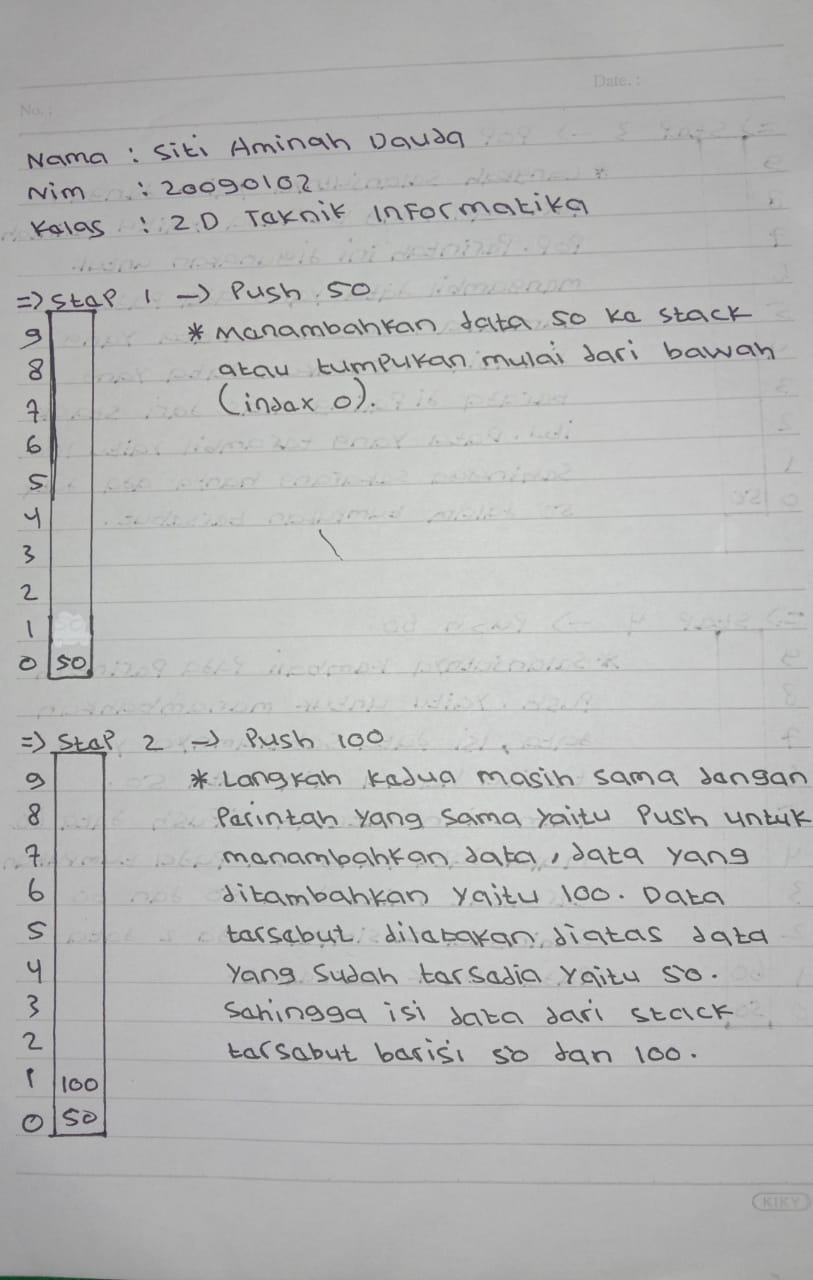 No. :
Date. :
Nama : Siti Aminah Dauda
Nim : 20090102
Kelas : 2.D Teknik Informatika
=> Step 1 -> Push 50
9
* Menambahkan data 50 ke stack
8
atau tumpukan mulai dari bawah
7
(index 0).
6
5
4
3
2
1
0 50
=> Step 2 -> Push 100
9
* Langkah kedua masih sama dengan
8
Perintah yang sama yaitu Push untuk
7
menambahkan data, data yang
6
ditambahkan yaitu 100. Data
5
tersebut diletakan diatas data
4
yang sudah tersedia yaitu 50.
3
Sehingga isi data dari stack
2
tersebut berisi 50 dan 100.
1 100
0 50
KIKY